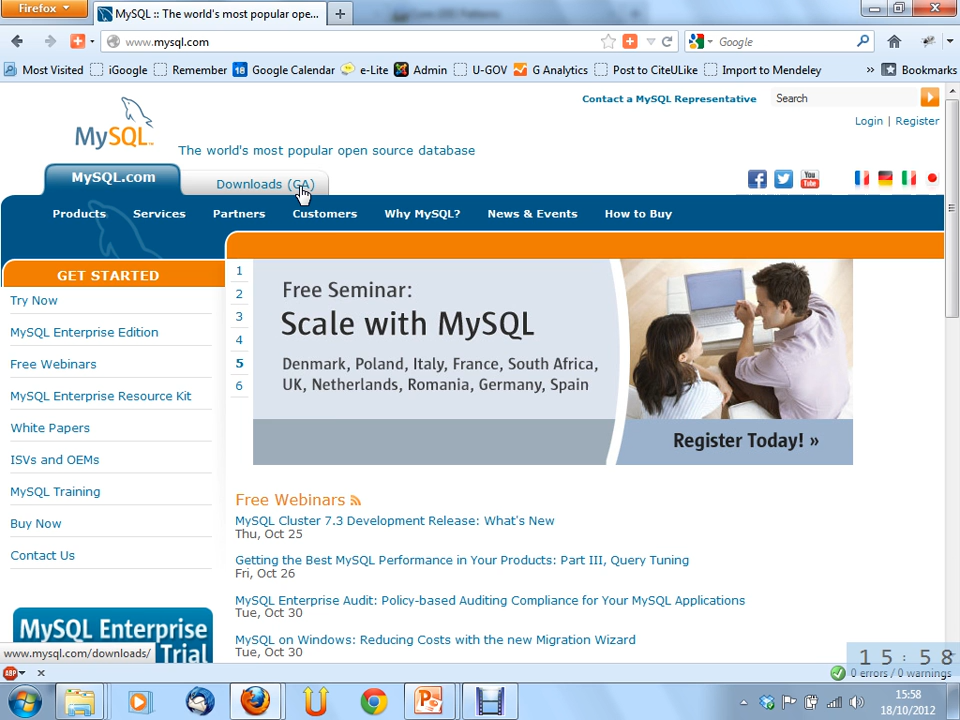 Firefox
MySQL :: The world's most popular ope...
www.mysql.com
Google
Most Visited
iGoogle
Remember
18
Google Calendar
e-Lite
Admin
U-GOV
G Analytics
Post to CiteULike
Import to Mendeley
»
Bookmarks
Contact a MySQL Representative
Search
Login | Register
MySQL
The world's most popular open source database
MySQL.com
Downloads (GA)
You Tube
Products
Services
Partners
Customers
Why MySQL?
News & Events
How to Buy
GET STARTED
Try Now
MySQL Enterprise Edition
Free Webinars
MySQL Enterprise Resource Kit
White Papers
ISVs and OEMs
MySQL Training
Buy Now
Contact Us
MySQL Enterprise
Trial
1
2
3
4
5
6
Free Seminar:
Scale with MySQL
Denmark, Poland, Italy, France, South Africa,
UK, Netherlands, Romania, Germany, Spain
Register Today! »
Free Webinars
MySQL Cluster 7.3 Development Release: What's New
Thu, Oct 25
Getting the Best MySQL Performance in Your Products: Part III, Query Tuning
Fri, Oct 26
MySQL Enterprise Audit: Policy-based Auditing Compliance for Your MySQL Applications
Tue, Oct 30
MySQL on Windows: Reducing Costs with the new Migration Wizard
Tue, Oct 30
www.mysql.com/downloads/
15:58
ABP
0 errors / 0 warnings
15:58
18/10/2012